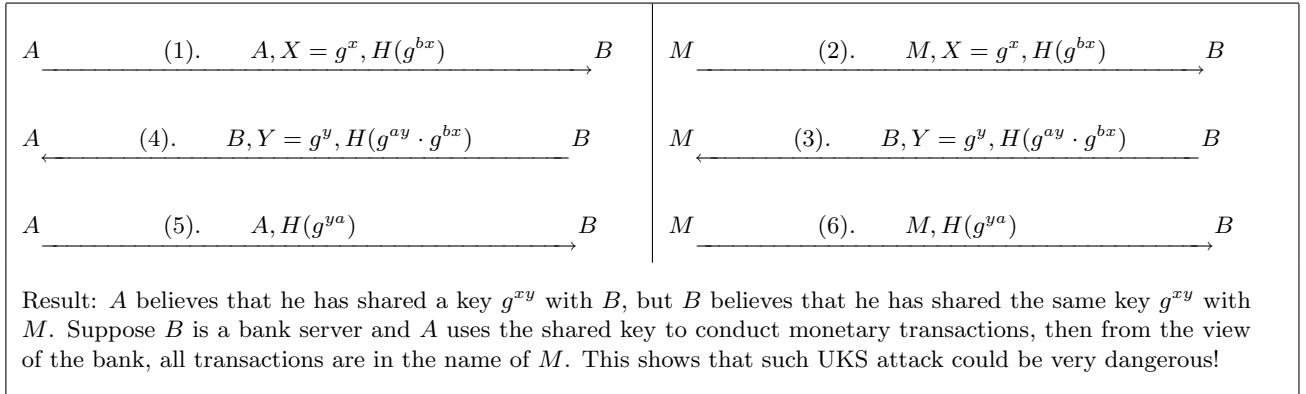 A (1). A, X = g^x, H(g^{bx}) B M (2). M, X = g^x, H(g^{bx}) B
A (4). B, Y = g^y, H(g^{ay} · g^{bx}) B M (3). B, Y = g^y, H(g^{ay} · g^{bx}) B
A (5). A, H(g^{ya}) B M (6). M, H(g^{ya}) B
Result: A believes that he has shared a key g^{xy} with B, but B believes that he has shared the same key g^{xy} with
M. Suppose B is a bank server and A uses the shared key to conduct monetary transactions, then from the view
of the bank, all transactions are in the name of M. This shows that such UKS attack could be very dangerous!